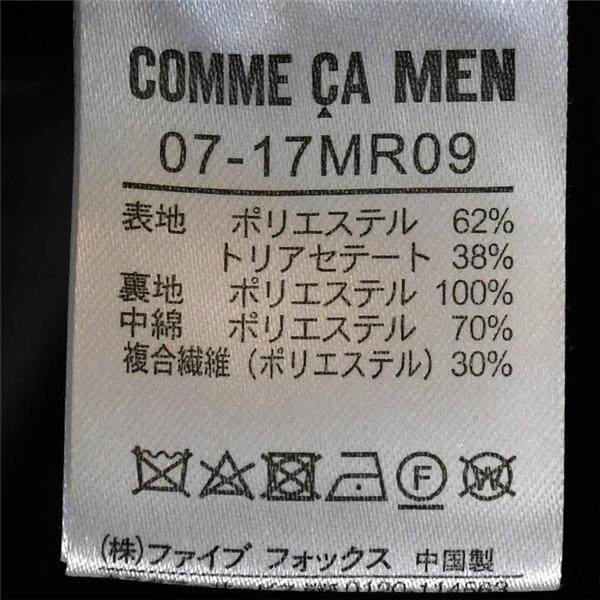 COMME ÇA MEN
07-17MR09
表地 ポリエステル 62%
トリアセテート 38%
裏地 ポリエステル 100%
中綿 ポリエステル 70%
複合繊維(ポリエステル) 30%
F
W
(株)ファイブ フォックス 中国製